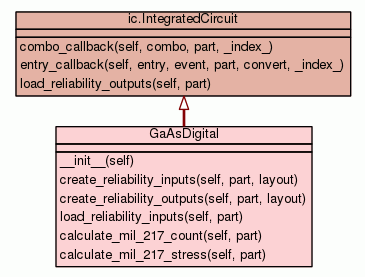 ic.IntegratedCircuit
combo_callback(self, combo, part, _index_)
entry_callback(self, entry, event, part, convert, _index_)
load_reliability_outputs(self, part)
GaAsDigital
__init__(self)
create_reliability_inputs(self, part, layout)
create_reliability_outputs(self, part, layout)
load_reliability_inputs(self, part)
calculate_mil_217_count(self, part)
calculate_mil_217_stress(self, part)